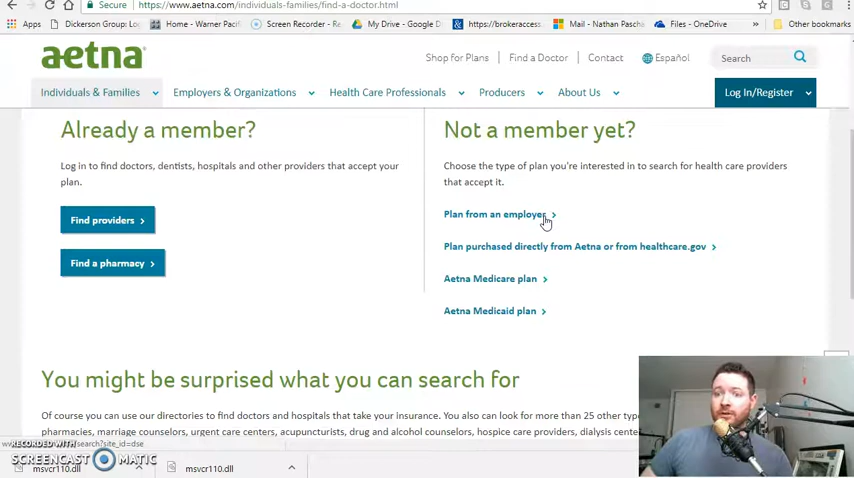 Secure https://www.aetna.com/individuals-families/find-a-doctor.html
Apps Dickerson Group: Lo Home - Warner Pacific Screen Recorder - Re My Drive - Google D https://brokeraccess. Mail - Nathan Pascha Files - OneDrive Other bookmarks
aetna
Shop for Plans Find a Doctor Contact Español Search
Individuals & Families Employers & Organizations Health Care Professionals Producers About Us Log In/Register
Already a member?
Log in to find doctors, dentists, hospitals and other providers that accept your
plan.
Find providers
Find a pharmacy
Not a member yet?
Choose the type of plan you're interested in to search for health care providers
that accept it.
Plan from an employer
Plan purchased directly from Aetna or from healthcare.gov
Aetna Medicare plan
Aetna Medicaid plan
You might be surprised what you can search for
Of course you can use our directories to find doctors and hospitals that take your insurance. You also can look for more than 25 other type
pharmacies, marriage counselors, urgent care centers, acupuncturists, drug and alcohol counselors, hospice care providers, dialysis cente
search?site_id=dse
RECORDED WITH
SCREENCAST MATIC
msvcr110.dll msvcr110.dll